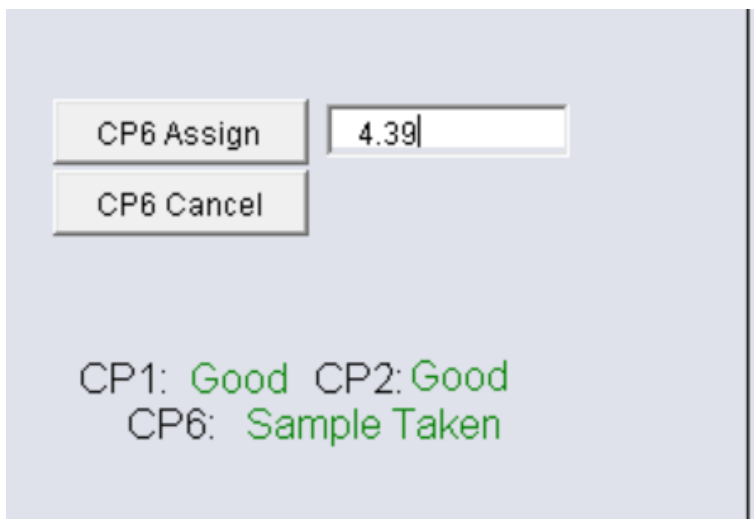 CP6 Assign 4.39
CP6 Cancel
CP1: Good CP2: Good
CP6: Sample Taken